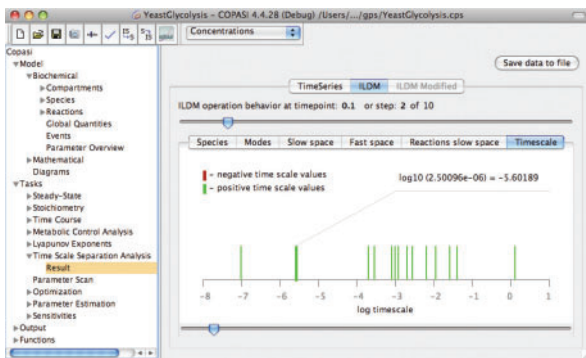 YeastGlycolysis - COPASI 4.4.28 (Debug) /Users/.../gps/YeastGlycolysis.cps
Concentrations
Copasi
Model
Biochemical
Compartments
Species
Reactions
Global Quantities
Events
Parameter Overview
Mathematical
Diagrams
Tasks
Steady-State
Stoichiometry
Time Course
Metabolic Control Analysis
Lyapunov Exponents
Time Scale Separation Analysis
Result
Parameter Scan
Optimization
Parameter Estimation
Sensitivities
Output
Functions
Save data to file
TimeSeries ILDM ILDM Modified
ILDM operation behavior at timepoint: 0.1 or step: 2 of 10
Species Modes Slow space Fast space Reactions slow space Timescale
- negative time scale values
- positive time scale values
log10 (2.50096e-06) = -5.60189
-8 -7 -6 -5 -4 -3 -2 -1 0 1
log timescale